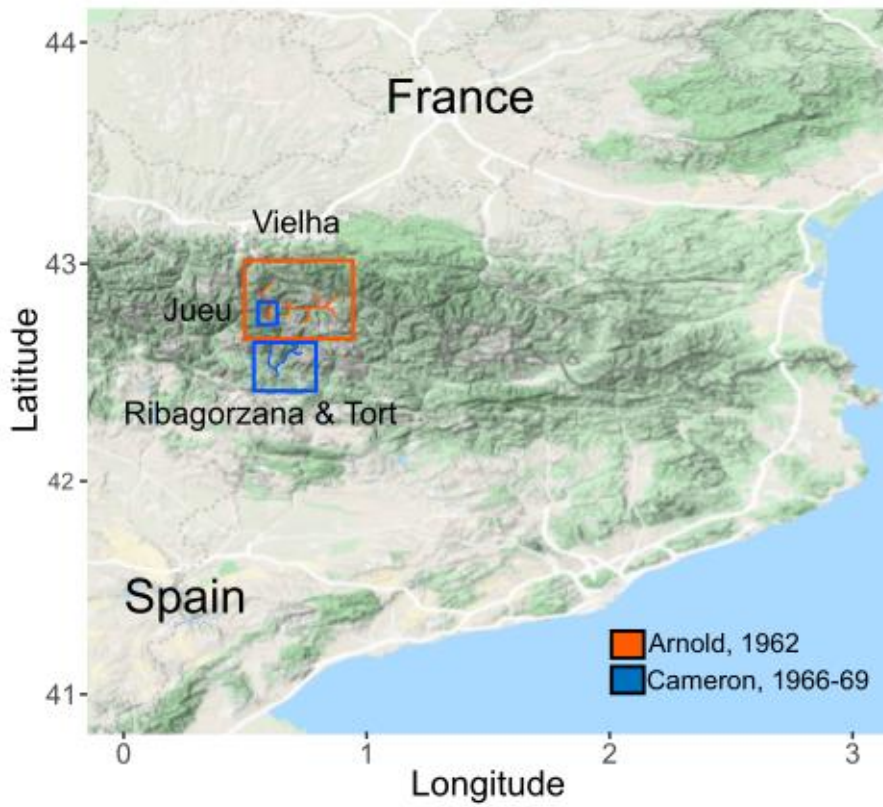 44
France
Vielha
43
Jueu
Latitude
Ribagorzana & Tort
42
Spain
Arnold, 1962
Cameron, 1966-69
41
0 1 2 3
Longitude